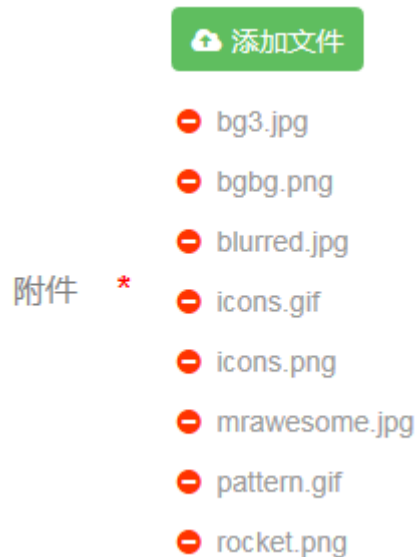 添加文件
bg3.jpg
bgbg.png
blurred.jpg
附件 *
icons.gif
icons.png
mrawesome.jpg
pattern.gif
rocket.png